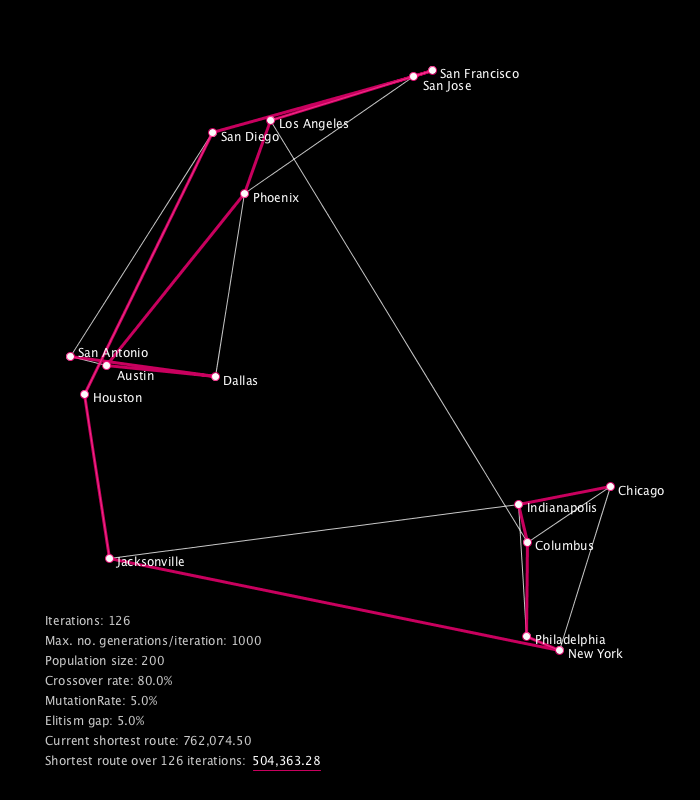 San Francisco
San Jose
Los Angeles
San Diego
Phoenix
San Antonio
Austin
Dallas
Houston
Chicago
Indianapolis
Columbus
Jacksonville
Philadelphia
New York
Iterations: 126
Max. no. generations/iteration: 1000
Population size: 200
Crossover rate: 80.0%
MutationRate: 5.0%
Elitism gap: 5.0%
Current shortest route: 762,074.50
Shortest route over 126 iterations: 504,363.28